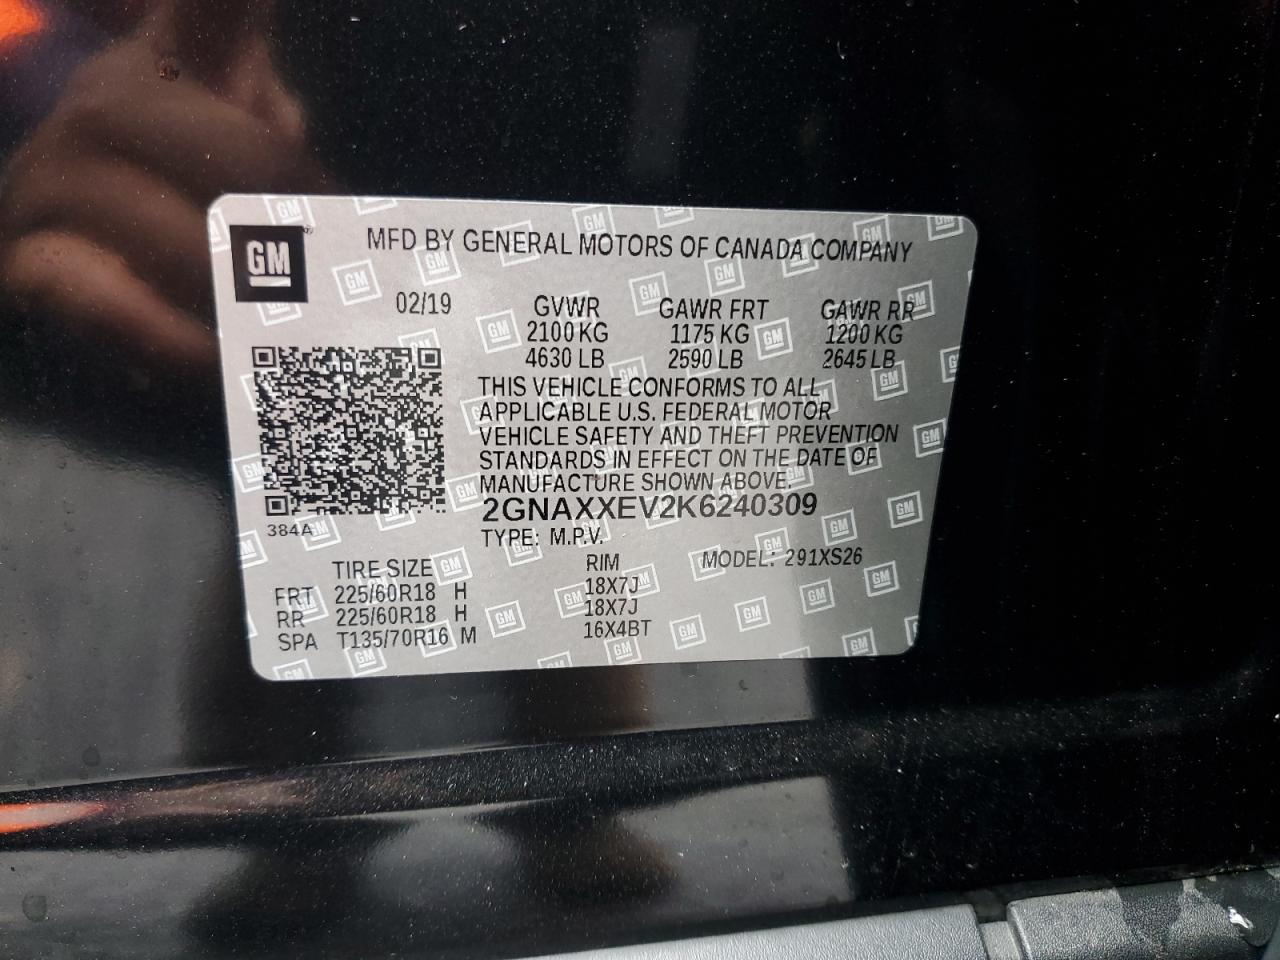 GM
MFD BY GENERAL MOTORS OF CANADA COMPANY
02/19 GVWR GAWR FRT GAWR RR
2100 KG 1175 KG 1200 KG
4630 LB 2590 LB 2645 LB
THIS VEHICLE CONFORMS TO ALL
APPLICABLE U.S. FEDERAL MOTOR
VEHICLE SAFETY AND THEFT PREVENTION
STANDARDS IN EFFECT ON THE DATE OF
MANUFACTURE SHOWN ABOVE.
2GNAXXEV2K6240309
384A
TYPE: M.P.V.
MODEL: 291XS26
TIRE SIZE RIM
FRT 225/60R18 H 18X7J
RR 225/60R18 H 18X7J
SPA T135/70R16 M 16X4BT